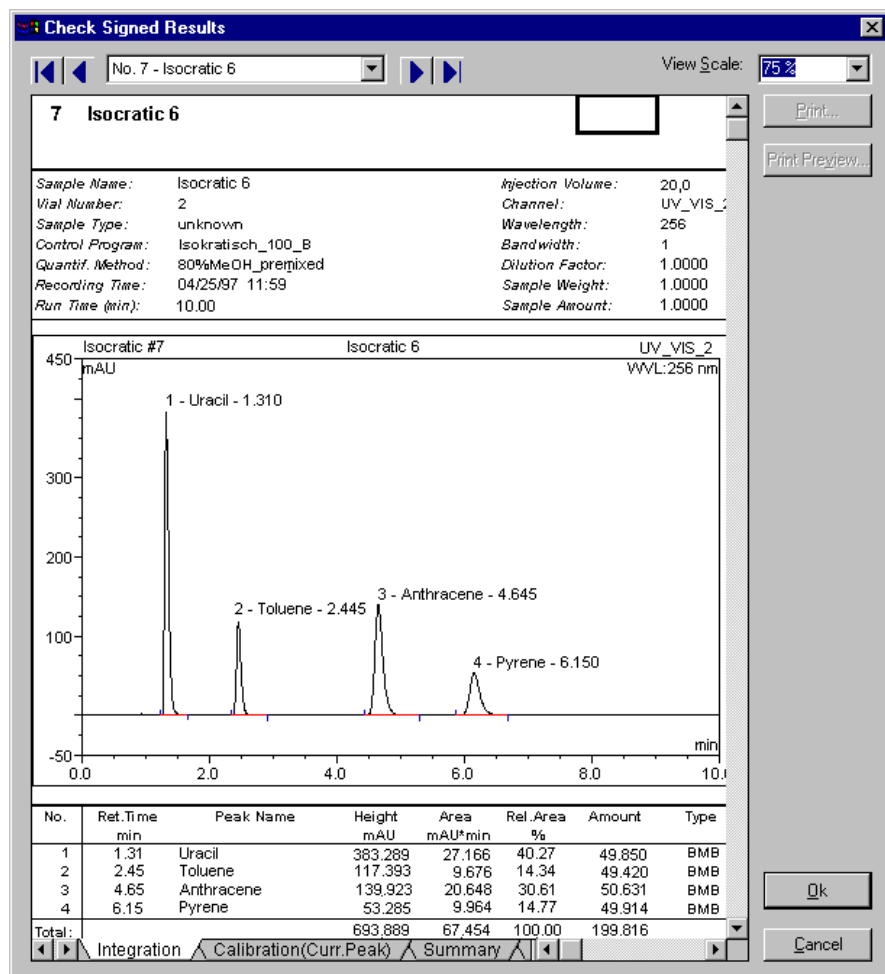 Check Signed Results
No. 7 - Isocratic 6
View Scale:
75 %
7 Isocratic 6
Print...
Print Preview...
Sample Name: Isocratic 6 Injection Volume: 20,0
Vial Number: 2 Channel: UV_VIS_2
Sample Type: unknown Wavelength: 256
Control Program: Isokratisch_100_B Bandwidth: 1
Quantif. Method: 80%MeOH_premixed Dilution Factor: 1.0000
Recording Time: 04/25/97 11:59 Sample Weight: 1.0000
Run Time (min): 10.00 Sample Amount: 1.0000
Isocratic #7 Isocratic 6 UV_VIS_2
450 mAU WVL:256 nm
1 - Uracil - 1.310
300
200
3 - Anthracene - 4.645
2 - Toluene - 2.445
100
4 - Pyrene - 6.150
min
-50
0.0 2.0 4.0 6.0 8.0 10.
No. Ret.Time Peak Name Height Area Rel.Area Amount Type
min mAU mAU*min %
1 1.31 Uracil 383.289 27.166 40.27 49.850 BMB
2 2.45 Toluene 117.393 9.676 14.34 49.420 BMB
3 4.65 Anthracene 139,923 20.648 30.61 50.631 BMB
4 6.15 Pyrene 53.285 9.964 14.77 49.914 BMB
Total: 693,889 67,454 100.00 199.816
Ok
Integration Calibration(Curr.Peak) Summary
Cancel